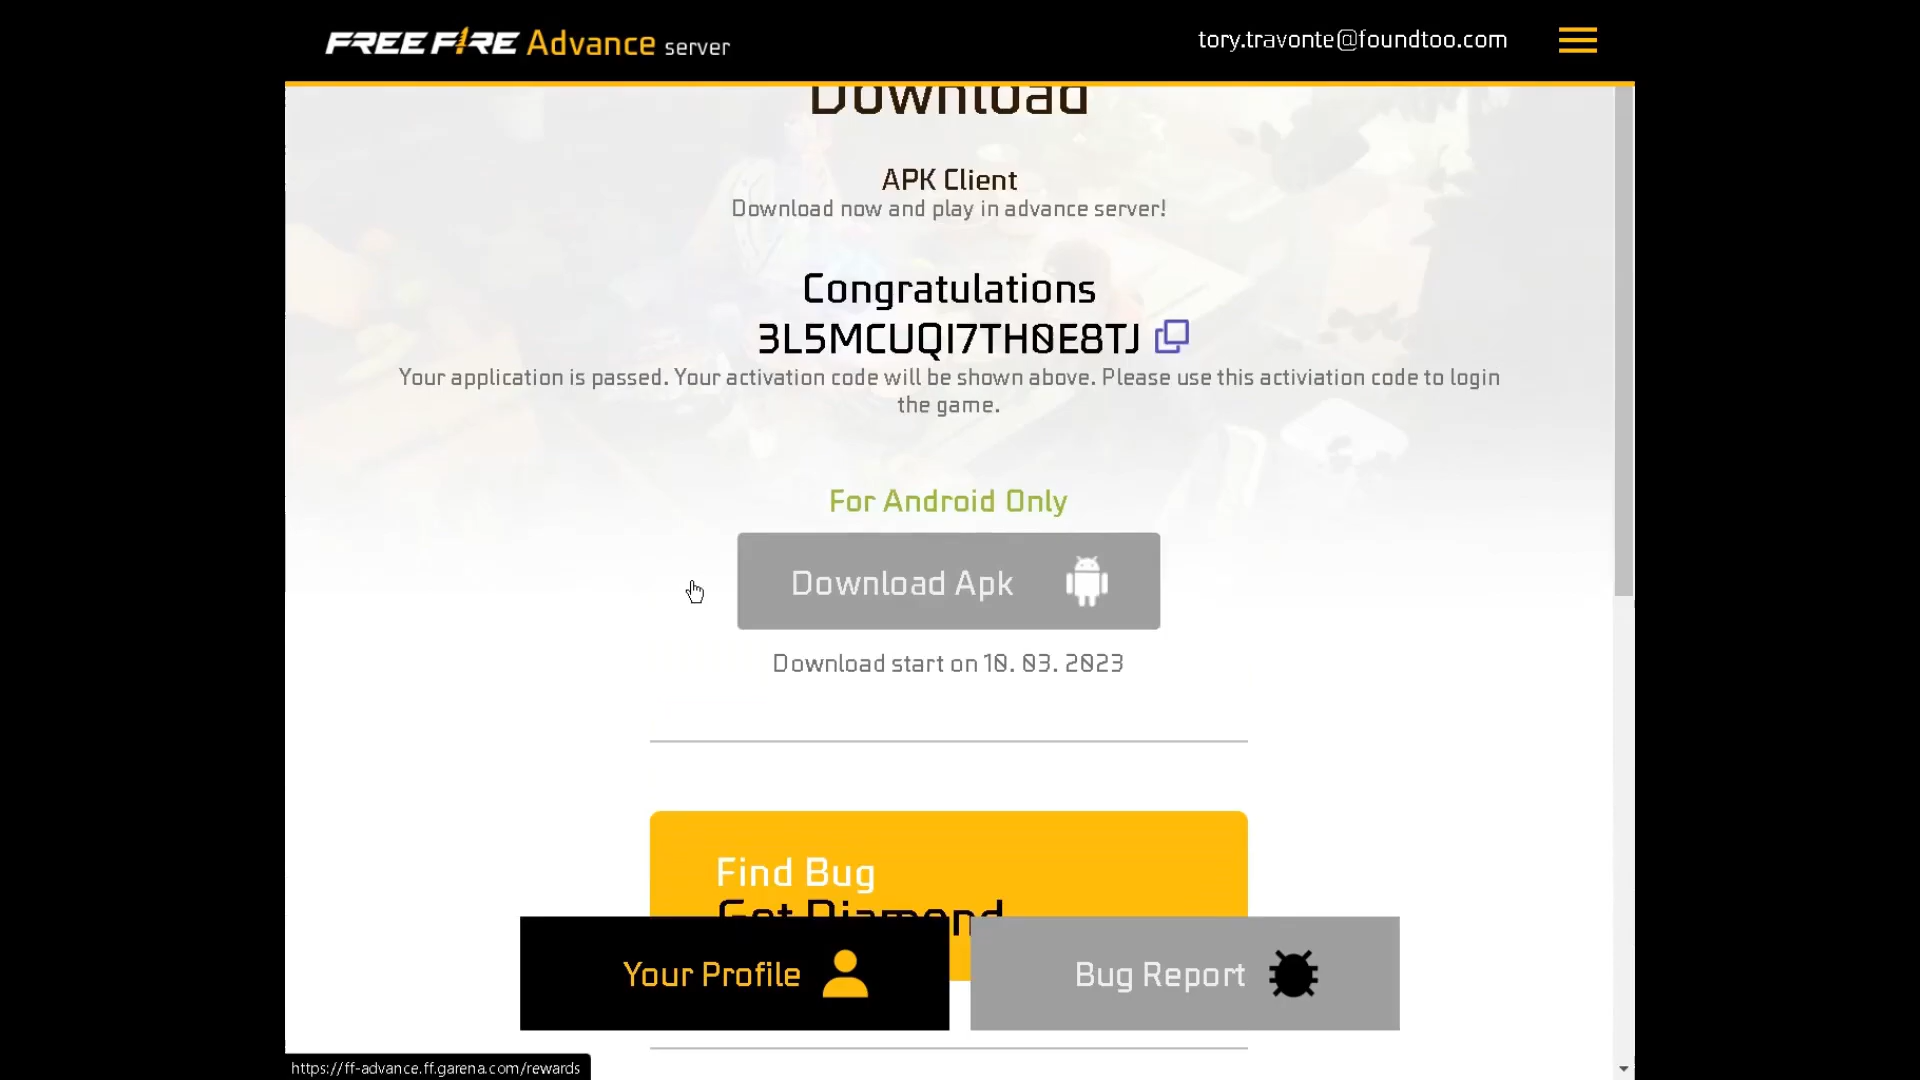 FREE FIRE Advance server
tory.travonte@foundtoo.com
Download
APK Client
Download now and play in advance server!
Congratulations
3L5MCUQI7TH0E8TJ
Your application is passed. Your activation code will be shown above. Please use this activiation code to login
the game.
For Android Only
Download Apk
Download start on 10. 03. 2023
Find Bug
Get Diamond
Your Profile
Bug Report
https://ff-advance.ff.garena.com/rewards